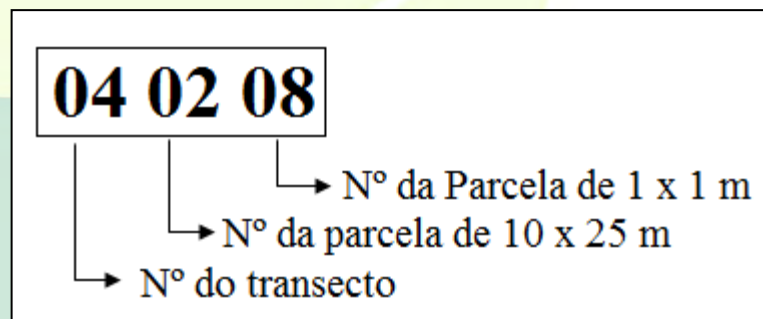 04 02 08
Nº da Parcela de 1 x 1 m
Nº da parcela de 10 x 25 m
Nº do transecto